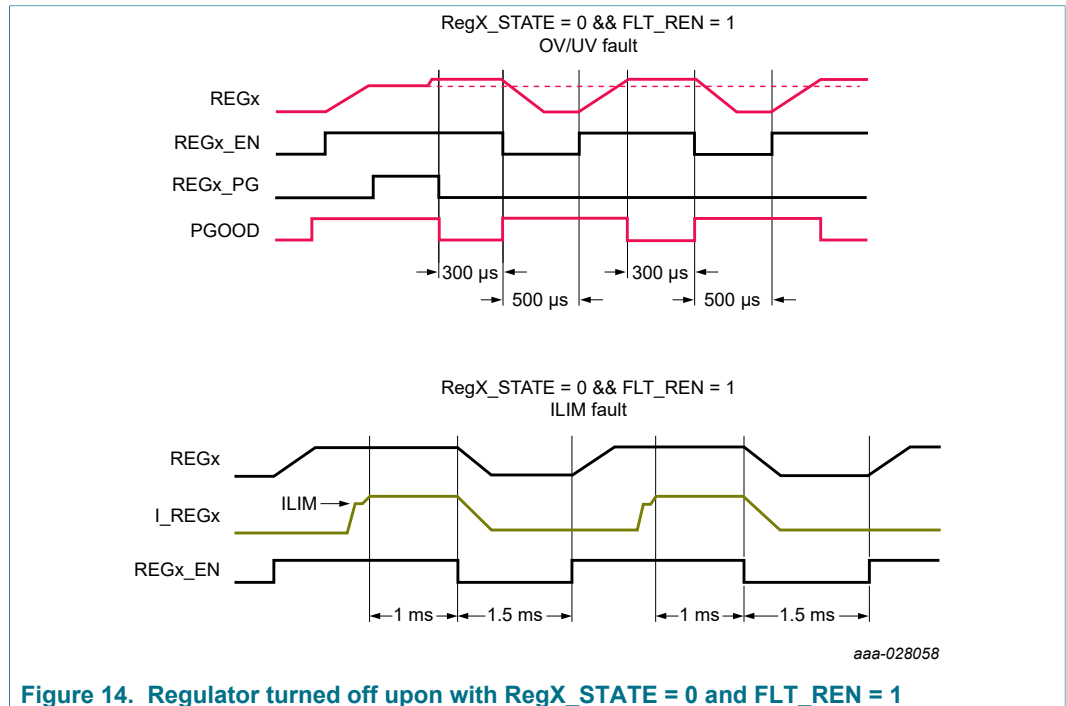 RegX_STATE = 0 && FLT_REN = 1
OV/UV fault
REGx
REGx_EN
REGx_PG
PGOOD
300 µs
300 µs
500 µs
500 µs
RegX_STATE = 0 && FLT_REN = 1
ILIM fault
REGx
ILIM
I_REGx
REGx_EN
1 ms
1.5 ms
1 ms
1.5 ms
aaa-028058
Figure 14. Regulator turned off upon with RegX_STATE = 0 and FLT_REN = 1